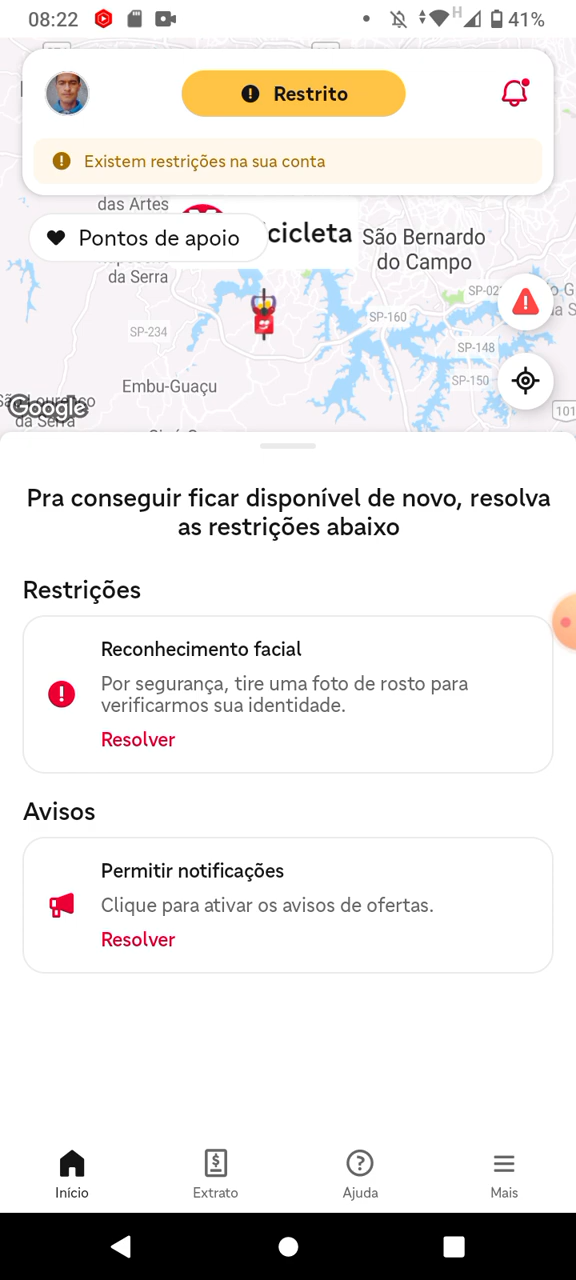 08:22
H
41%
Restrito
Existem restrições na sua conta
das Artes
Pontos de apoio
cicleta
São Bernardo
do Campo
da Serra
SP-234
SP-160
SP-148
SP-150
Embu-Guaçu
Google
da Serra
101
Pra conseguir ficar disponível de novo, resolva
as restrições abaixo
Restrições
Reconhecimento facial
Por segurança, tire uma foto de rosto para
verificarmos sua identidade.
Resolver
Avisos
Permitir notificações
Clique para ativar os avisos de ofertas.
Resolver
Início
Extrato
Ajuda
Mais